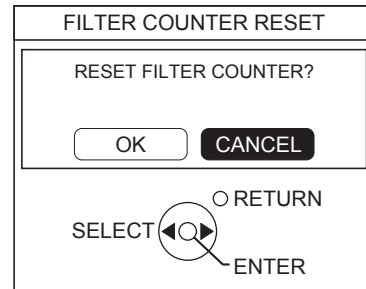 FILTER COUNTER RESET
RESET FILTER COUNTER?
OK CANCEL
RETURN
SELECT
ENTER